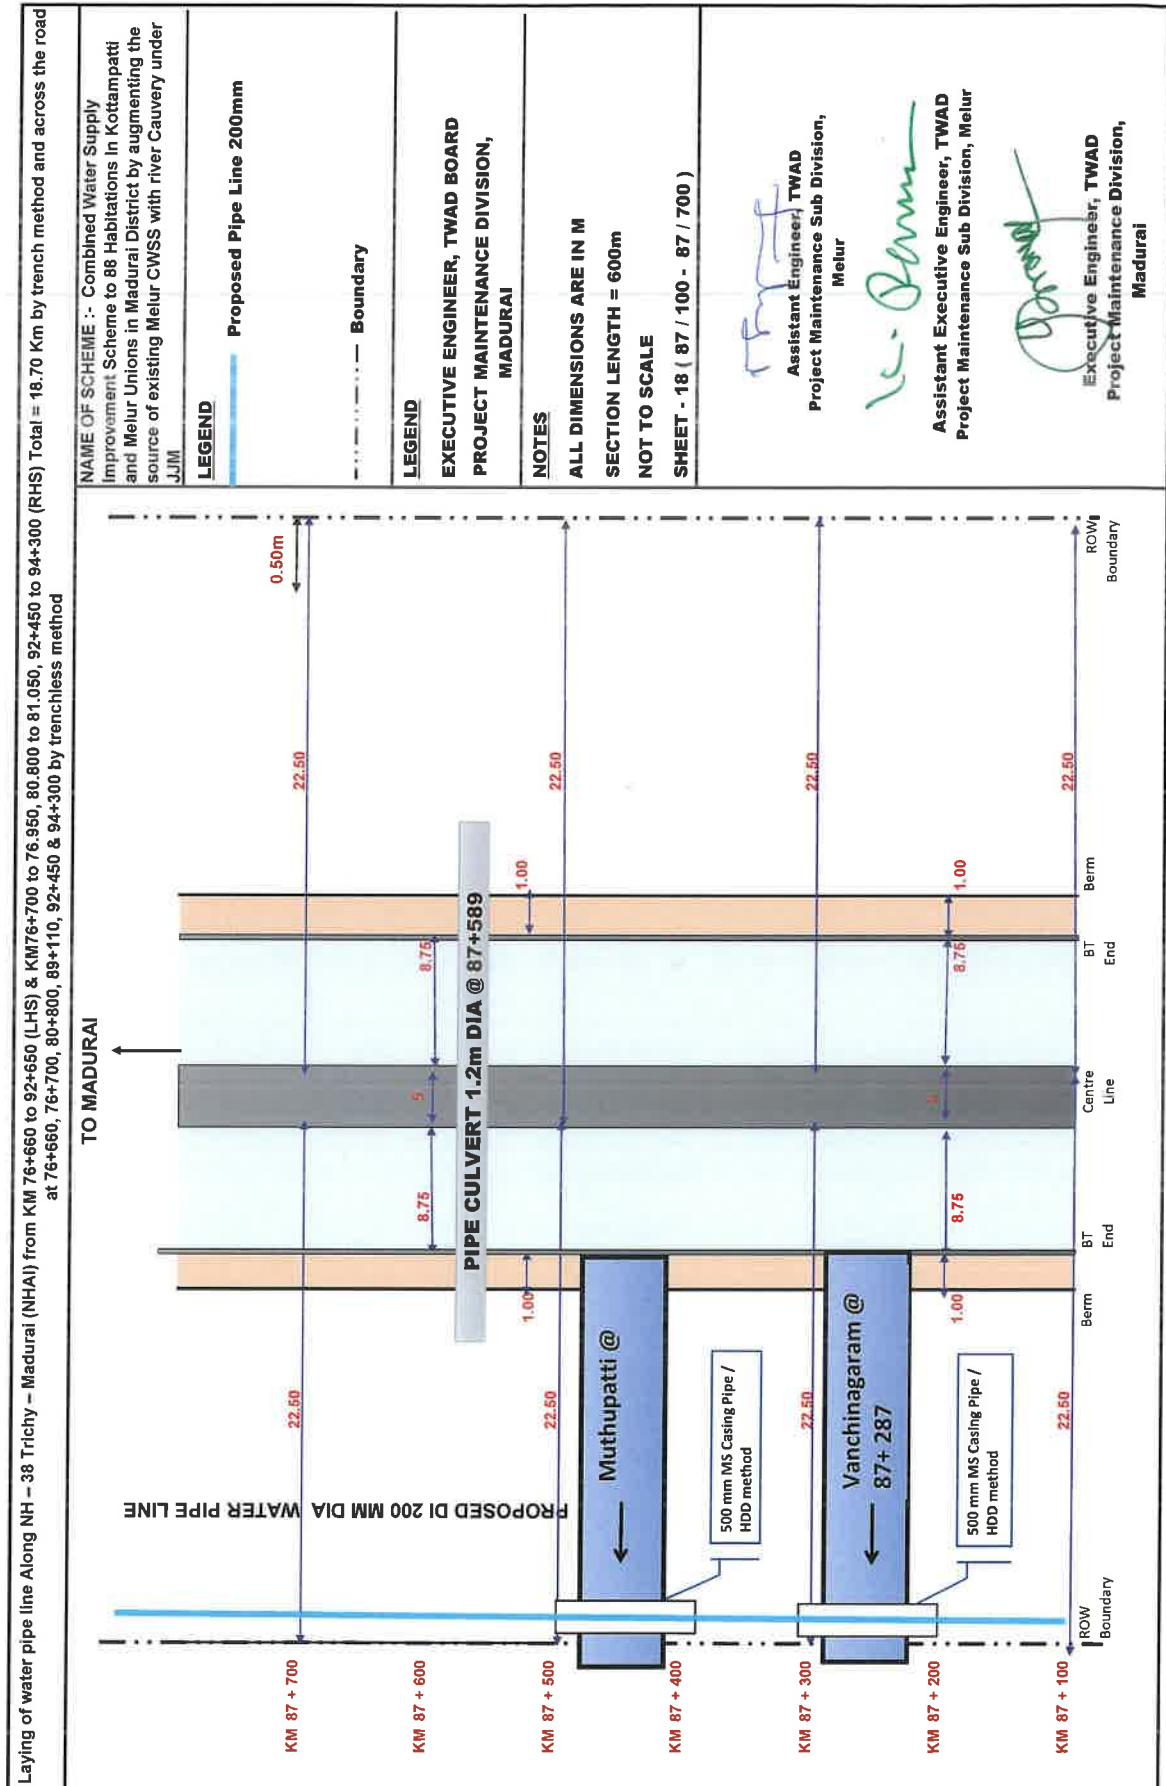 Laying of water pipe line Along NH – 38 Trichy – Madurai (NHAI) from KM 76+660 to 92+650 (LHS) & KM76+700 to 76.950, 80.800 to 81.050, 92+450 to 94+300 (RHS) Total = 18.70 Km by trench method and across the road
at 76+660, 76+700, 80+800, 89+110, 92+450 & 94+300 by trenchless method
TO MADURAI
NAME OF SCHEME :- Combined Water Supply
Improvement Scheme to 88 Habitations In Kottampatti
and Melur Unions in Madurai District by augmenting the
source of existing Melur CWSS with river Cauvery under
JJM
LEGEND
Proposed Pipe Line 200mm
Boundary
LEGEND
EXECUTIVE ENGINEER, TWAD BOARD
PROJECT MAINTENANCE DIVISION,
MADURAI
NOTES
ALL DIMENSIONS ARE IN M
SECTION LENGTH = 600m
NOT TO SCALE
SHEET - 18 ( 87 / 100 - 87 / 700 )
Assistant Engineer, TWAD
Project Maintenance Sub Division,
Melur
Assistant Executive Engineer, TWAD
Project Maintenance Sub Division, Melur
Executive Engineer, TWAD
Project Maintenance Division,
Madurai
KM 87 + 700
KM 87 + 600
KM 87 + 500
KM 87 + 400
KM 87 + 300
KM 87 + 200
KM 87 + 100
PROPOSED DI 200 MM DIA WATER PIPE LINE
0.50m
22.50
22.50
8.75
5
8.75
PIPE CULVERT 1.2m DIA @ 87+589
1.00
1.00
22.50
22.50
Muthupatti @
500 mm MS Casing Pipe /
HDD method
22.50
22.50
Vanchinagaram @
87+ 287
500 mm MS Casing Pipe /
HDD method
1.00
8.75
8.75
1.00
22.50
22.50
ROW
Boundary
Berm
BT
End
Centre
Line
BT
End
Berm
ROW
Boundary